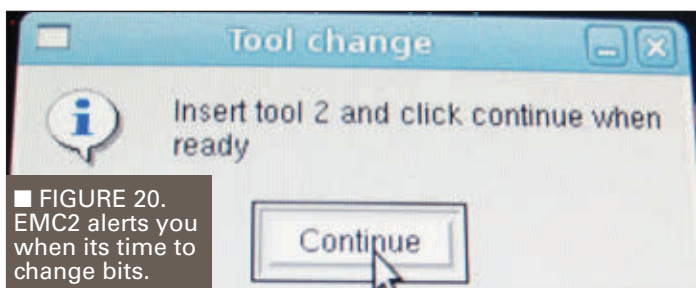 Tool change
Insert tool 2 and click continue when
ready
Continue
■ FIGURE 20.
EMC2 alerts you
when its time to
change bits.